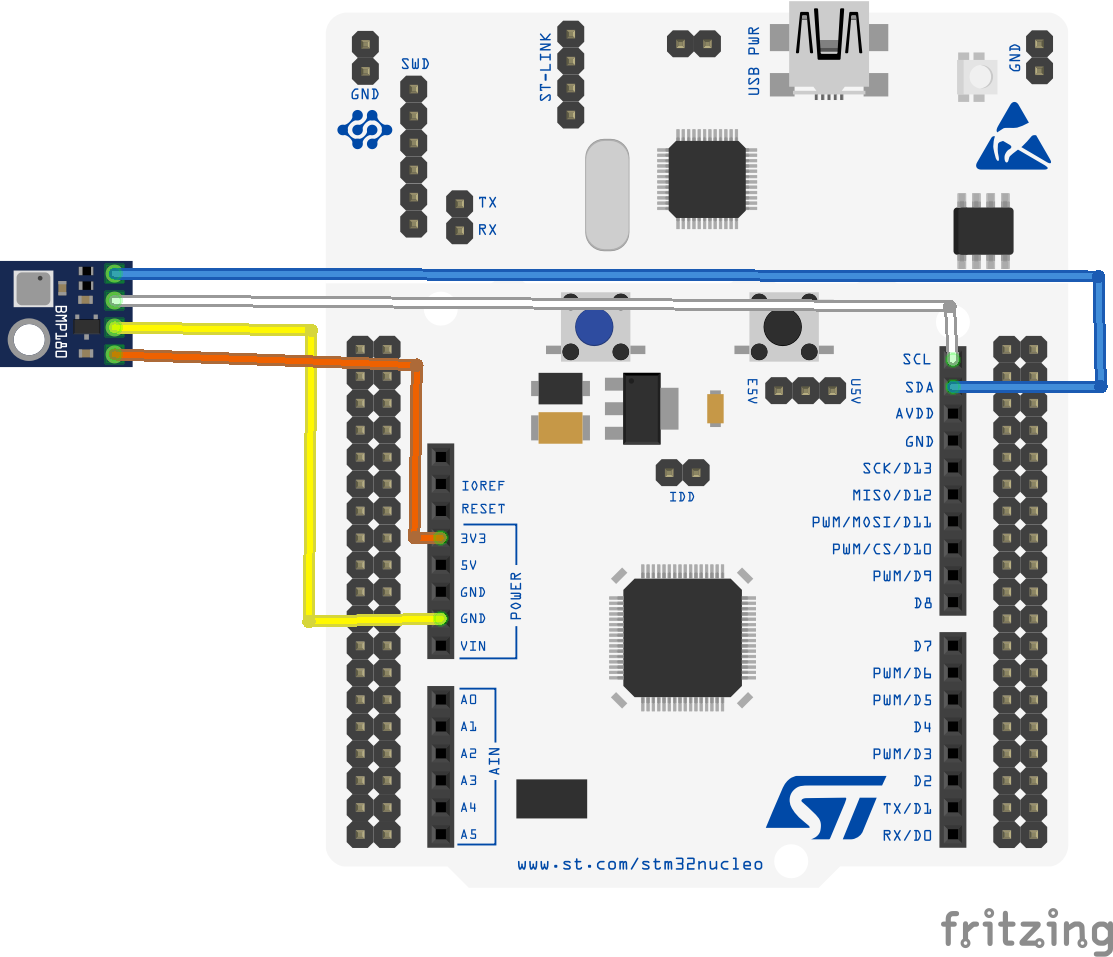 GND
SWD
ST-LINK
USB PWR
GND
TX
RX
BMP180
E5V
U5V
IDD
IOREF
RESET
3V3
5V
GND
GND
VIN
POWER
A0
A1
A2
A3
A4
A5
AIN
SCL
SDA
AVDD
GND
SCK/D13
MISO/D12
PWM/MOSI/D11
PWM/CS/D10
PWM/D9
D8
D7
PWM/D6
PWM/D5
D4
PWM/D3
D2
TX/D1
RX/D0
ST
www.st.com/stm32nucleo
fritzing